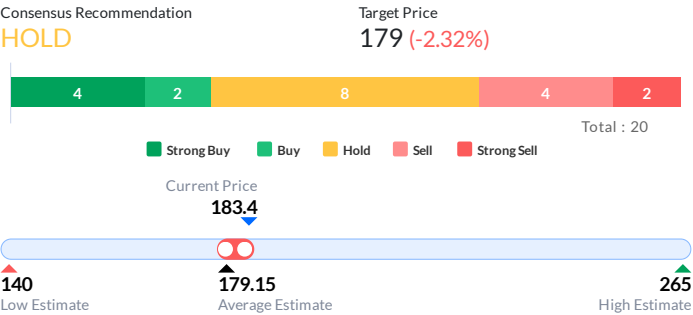 Consensus Recommendation
HOLD
Target Price
179 (-2.32%)
4 2 8 4 2
Total : 20
Strong Buy Buy Hold Sell Strong Sell
Current Price
183.4
140 179.15 265
Low Estimate Average Estimate High Estimate